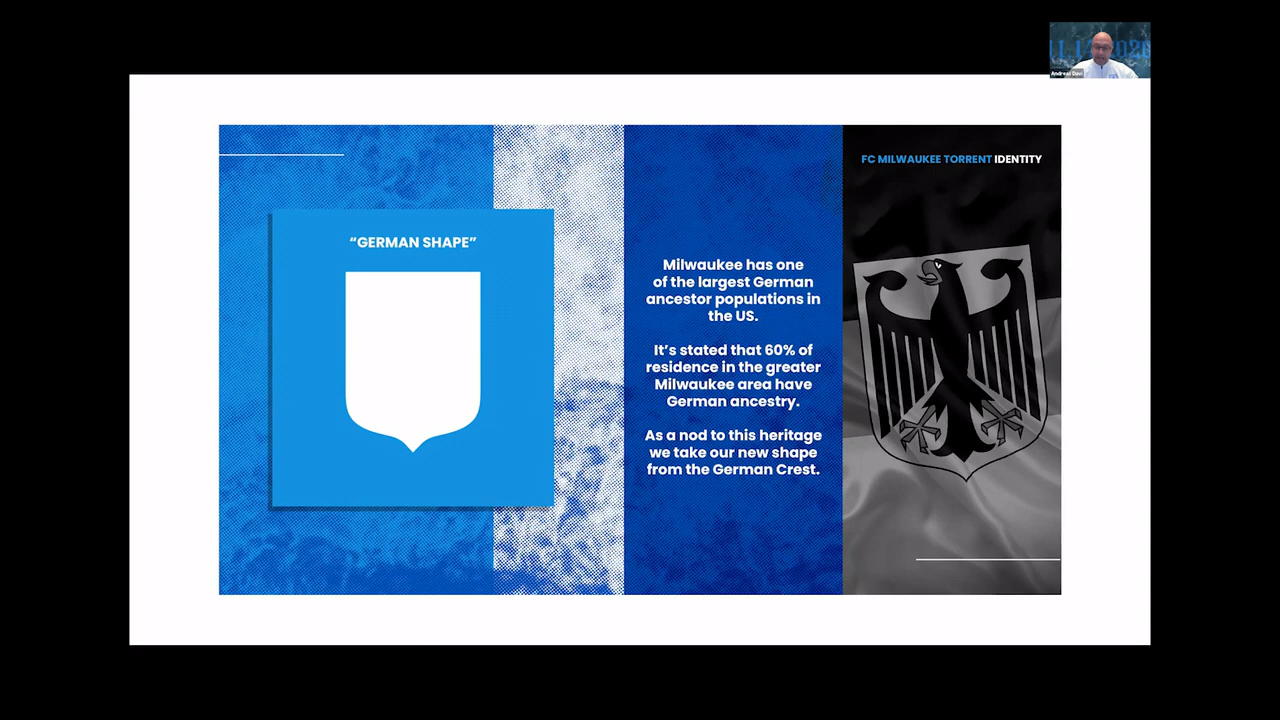 Andreas Davi
FC MILWAUKEE TORRENT IDENTITY
“GERMAN SHAPE”
Milwaukee has one
of the largest German
ancestor populations in
the US.
It’s stated that 60% of
residence in the greater
Milwaukee area have
German ancestry.
As a nod to this heritage
we take our new shape
from the German Crest.